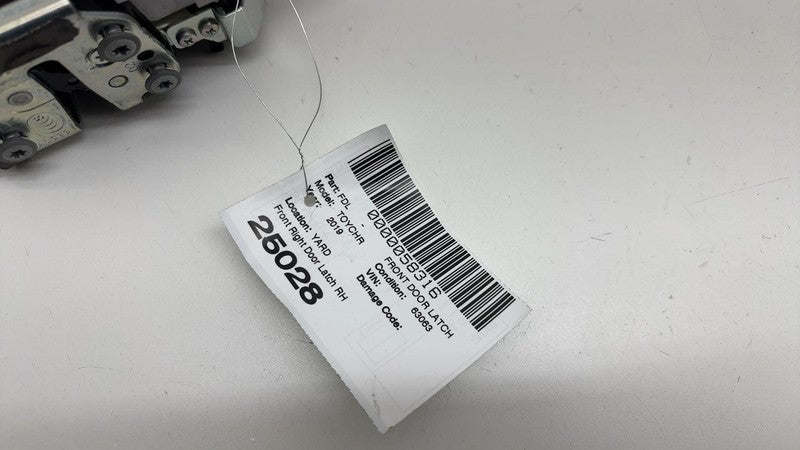 0000058316
Part: FDL - FRONT DOOR LATCH
Model: TOYCHR Condition:
Year: 2019 VIN: 63063
Location: YARD Damage Code:
Front Right Door Latch RH
25028